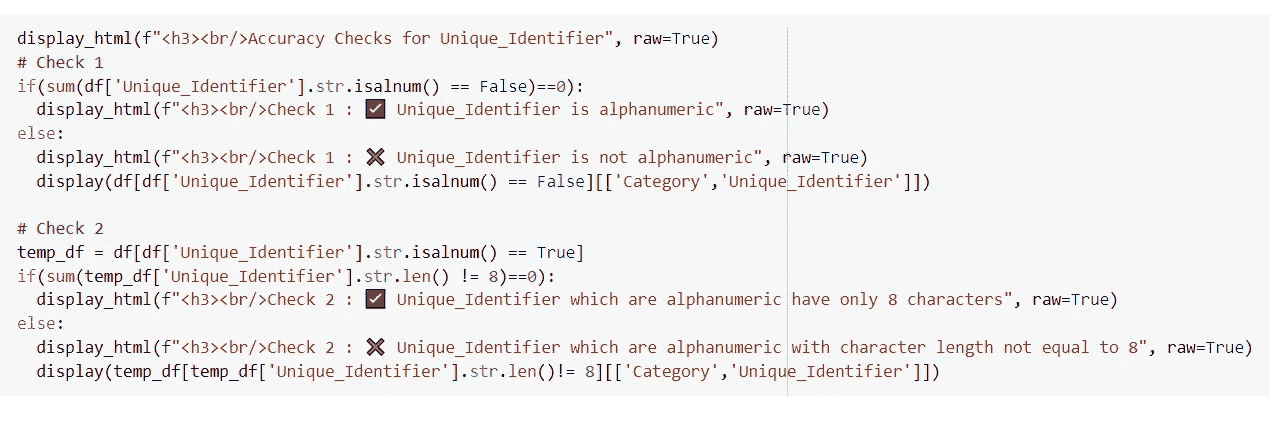 display_html(f"<h3><br/>Accuracy Checks for Unique_Identifier", raw=True)
# Check 1
if(sum(df['Unique_Identifier'].str.isalnum() == False)==0):
  display_html(f"<h3><br/>Check 1 : ✅ Unique_Identifier is alphanumeric", raw=True)
else:
  display_html(f"<h3><br/>Check 1 : ❌ Unique_Identifier is not alphanumeric", raw=True)
  display(df[df['Unique_Identifier'].str.isalnum() == False][['Category','Unique_Identifier']])

# Check 2
temp_df = df[df['Unique_Identifier'].str.isalnum() == True]
if(sum(temp_df['Unique_Identifier'].str.len() != 8)==0):
  display_html(f"<h3><br/>Check 2 : ✅ Unique_Identifier which are alphanumeric have only 8 characters", raw=True)
else:
  display_html(f"<h3><br/>Check 2 : ❌ Unique_Identifier which are alphanumeric with character length not equal to 8", raw=True)
  display(temp_df[temp_df['Unique_Identifier'].str.len()!= 8][['Category','Unique_Identifier']])